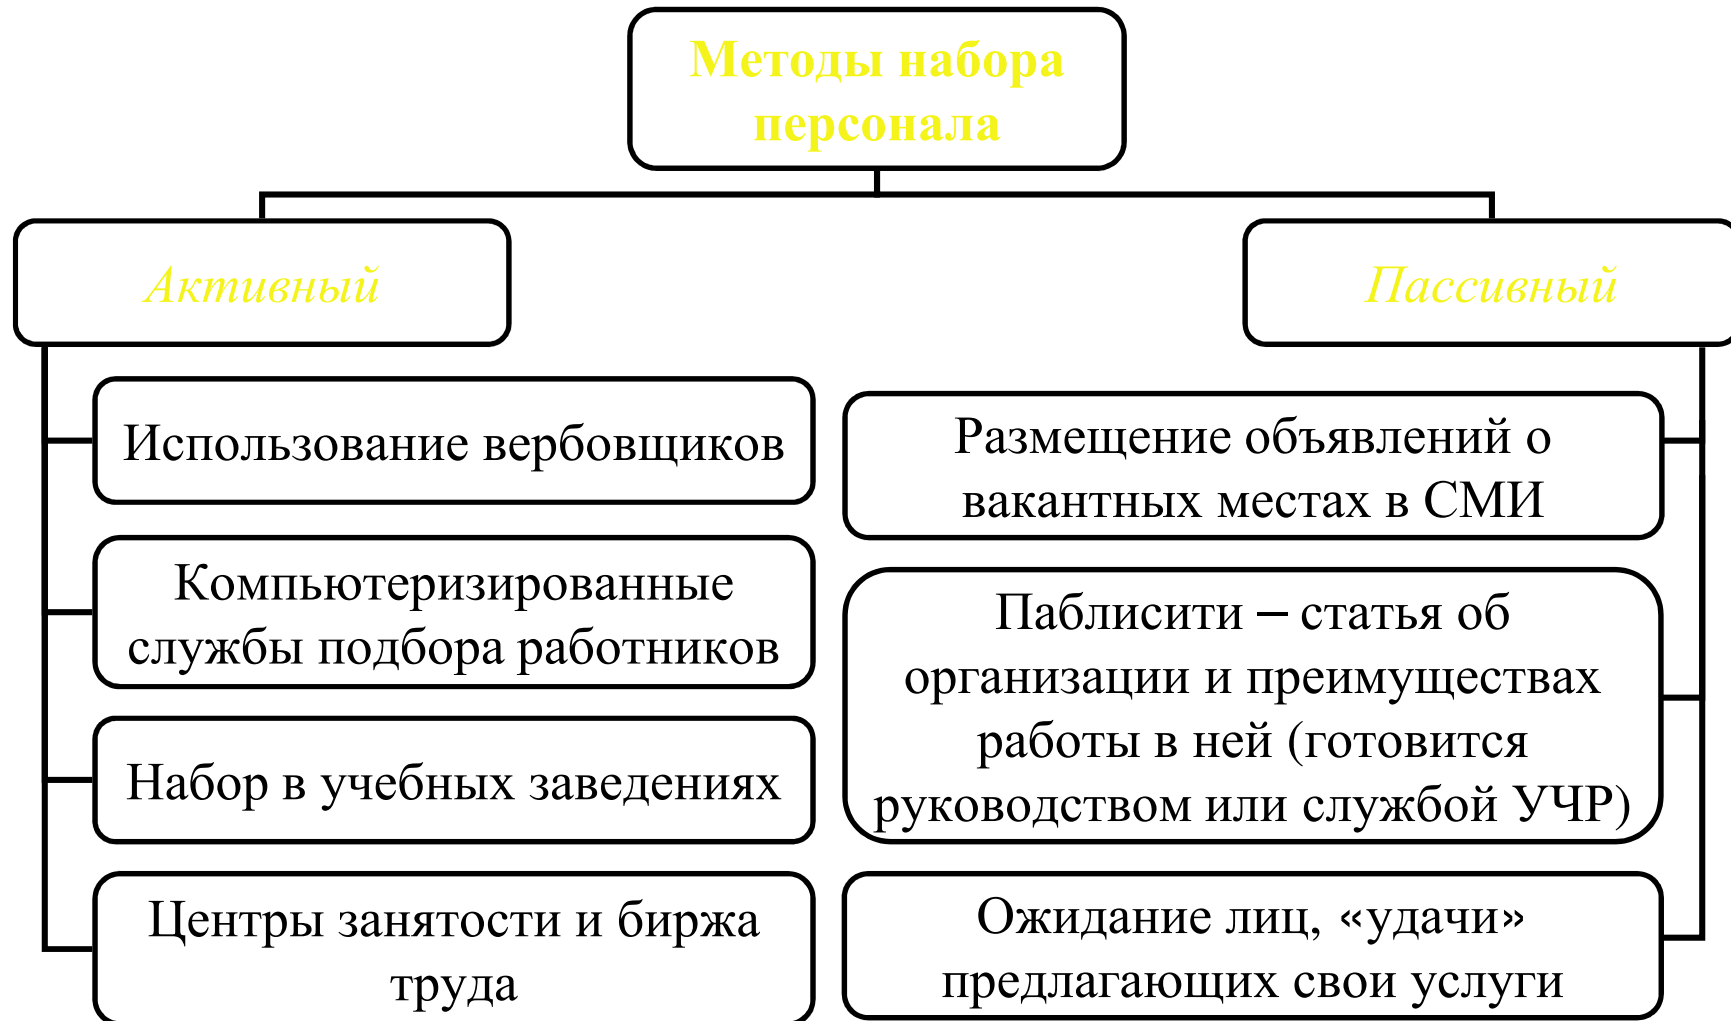 Методы набора
персонала
Активный
Пассивный
Использование вербовщиков
Компьютеризированные
службы подбора работников
Набор в учебных заведениях
Центры занятости и биржа
труда
Размещение объявлений о
вакантных местах в СМИ
Паблисити – статья об
организации и преимуществах
работы в ней (готовится
руководством или службой УЧР)
Ожидание лиц, «удачи»
предлагающих свои услуги